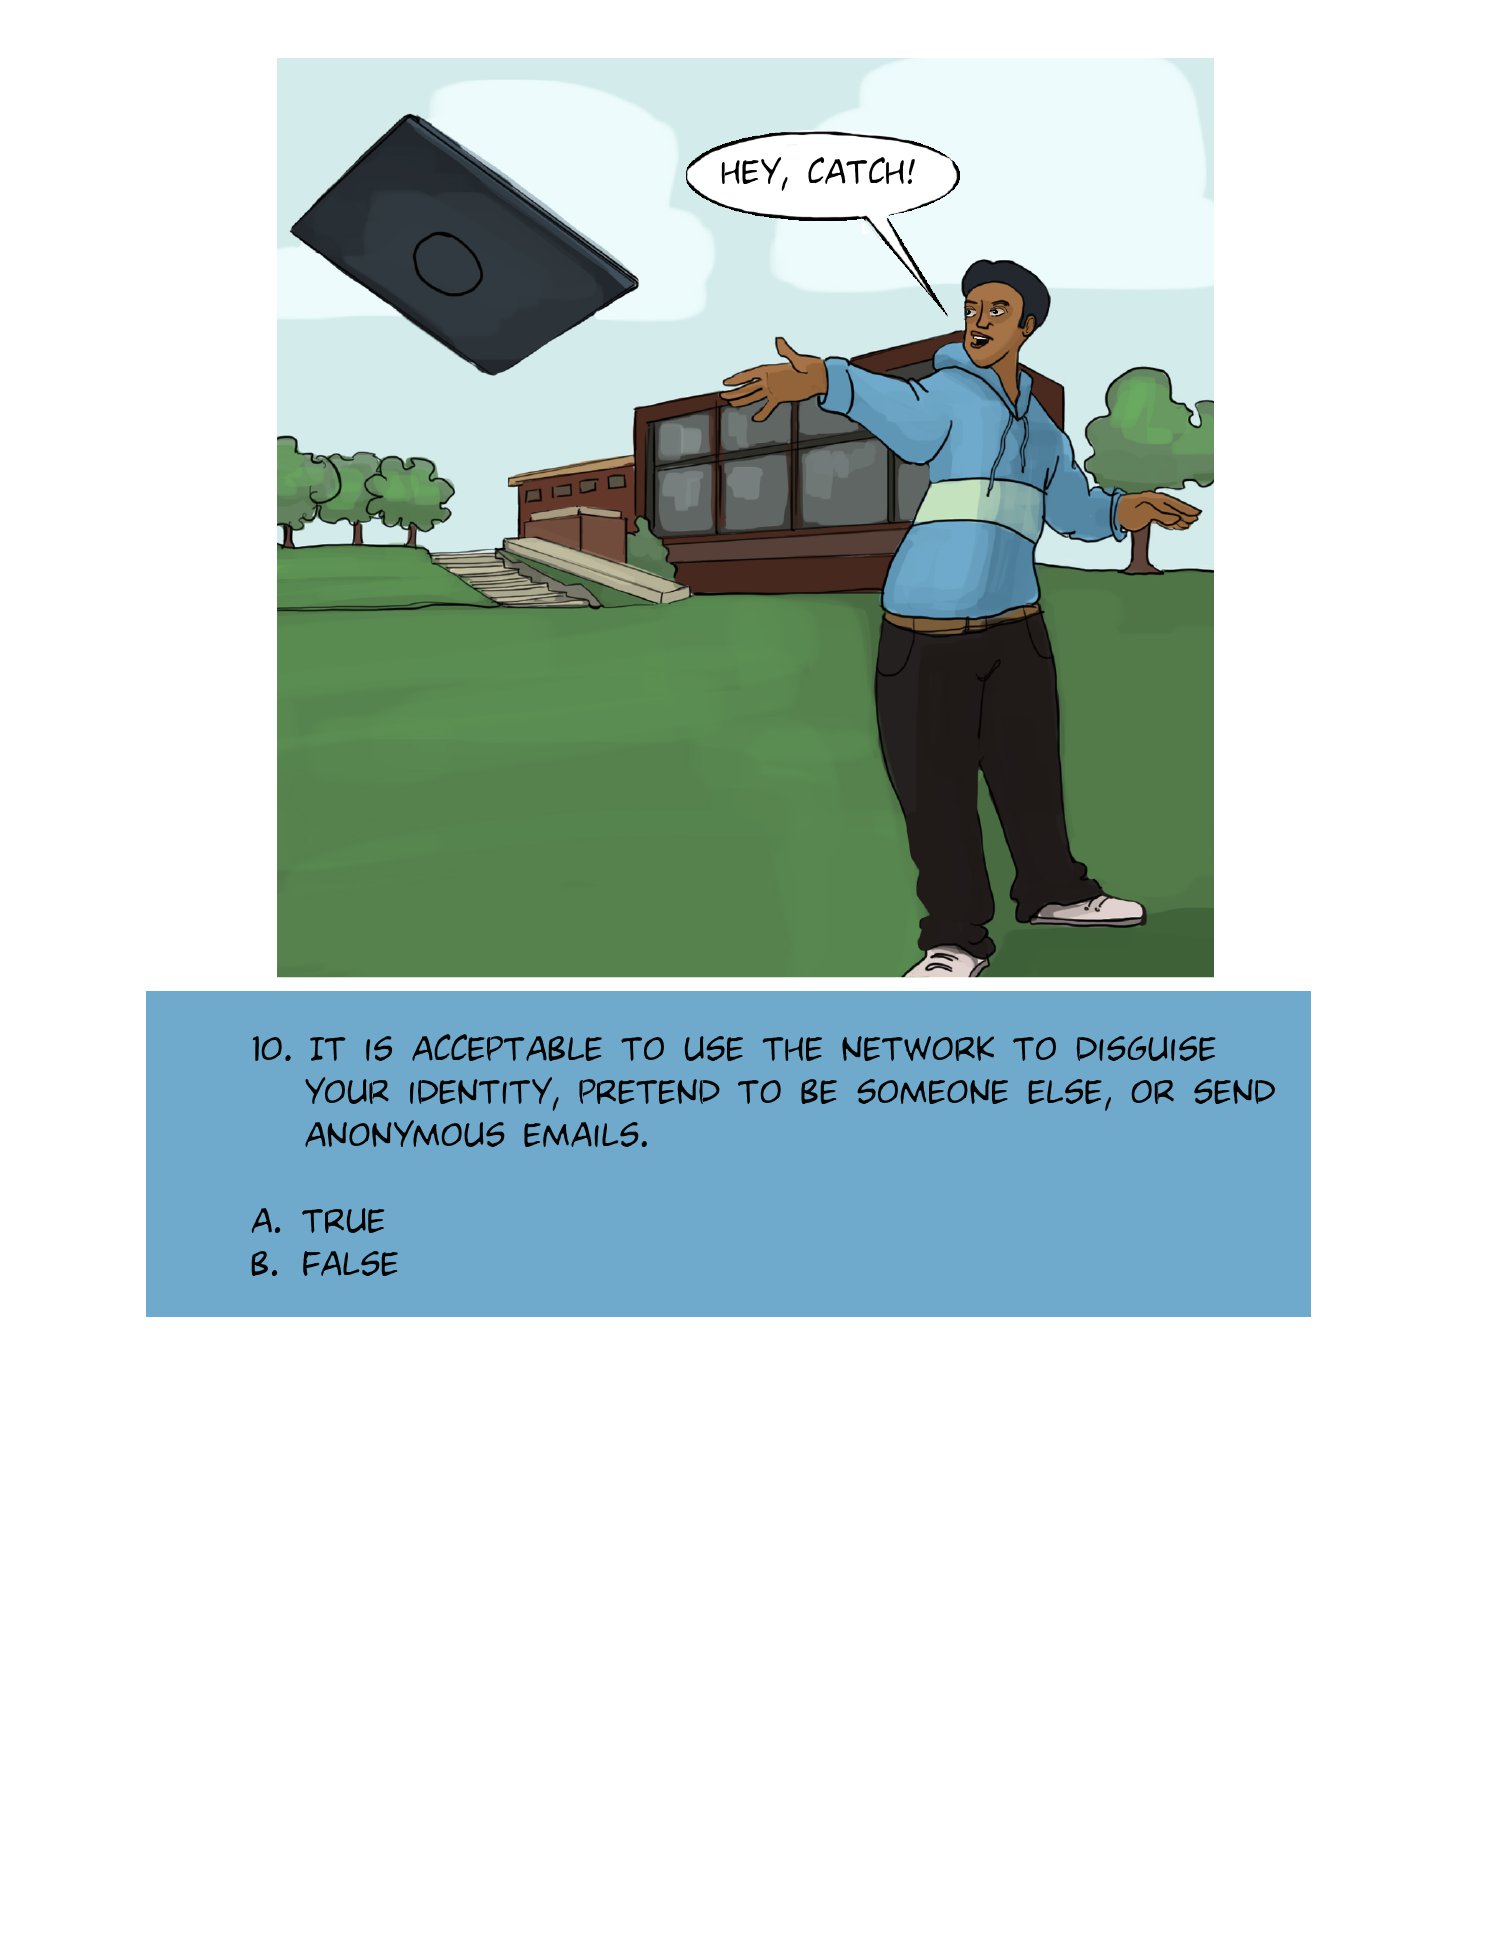 HEY, CATCH!
10. IT IS ACCEPTABLE TO USE THE NETWORK TO DISGUISE
YOUR IDENTITY, PRETEND TO BE SOMEONE ELSE, OR SEND
ANONYMOUS EMAILS.
A. TRUE
B. FALSE